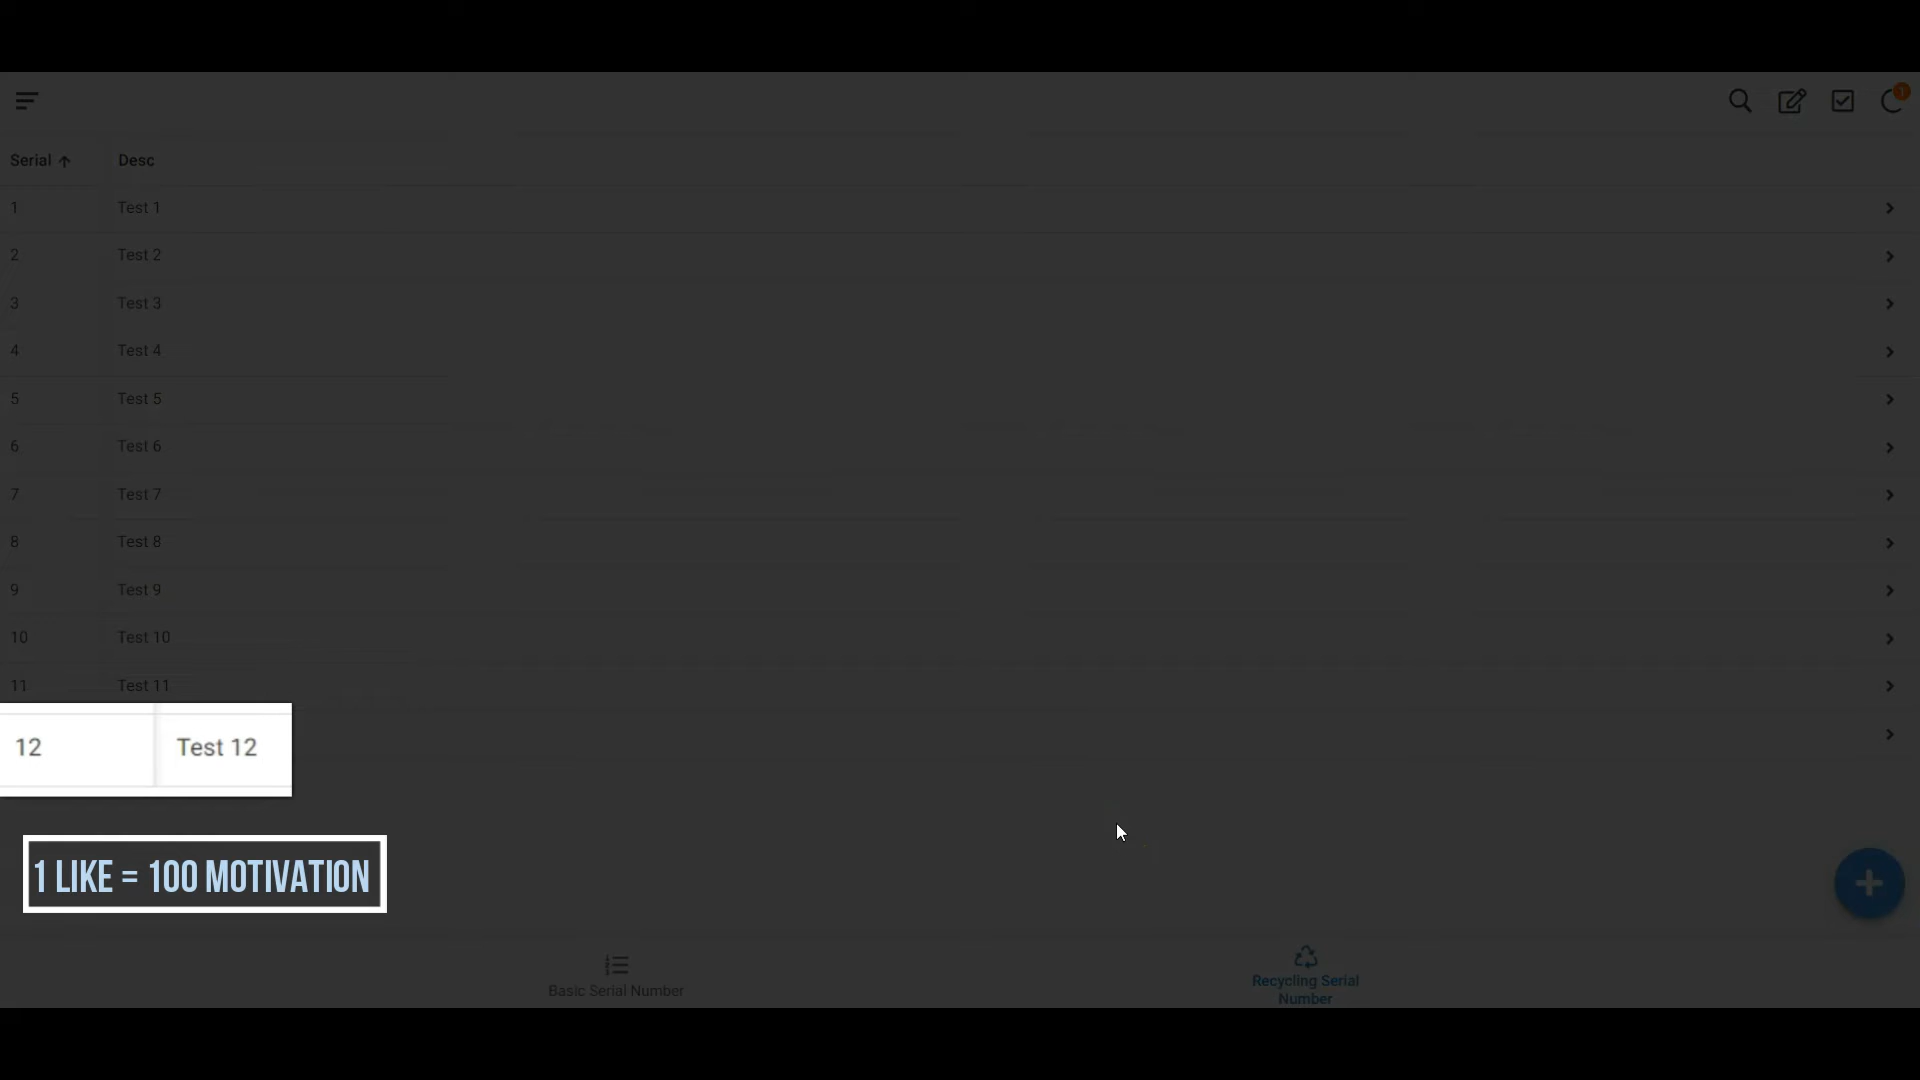 1
Serial Desc
1 Test 1
2 Test 2
3 Test 3
4 Test 4
5 Test 5
6 Test 6
7 Test 7
8 Test 8
9 Test 9
10 Test 10
11 Test 11
12 Test 12
1 LIKE = 100 MOTIVATION
Basic Serial Number
Recycling Serial
Number